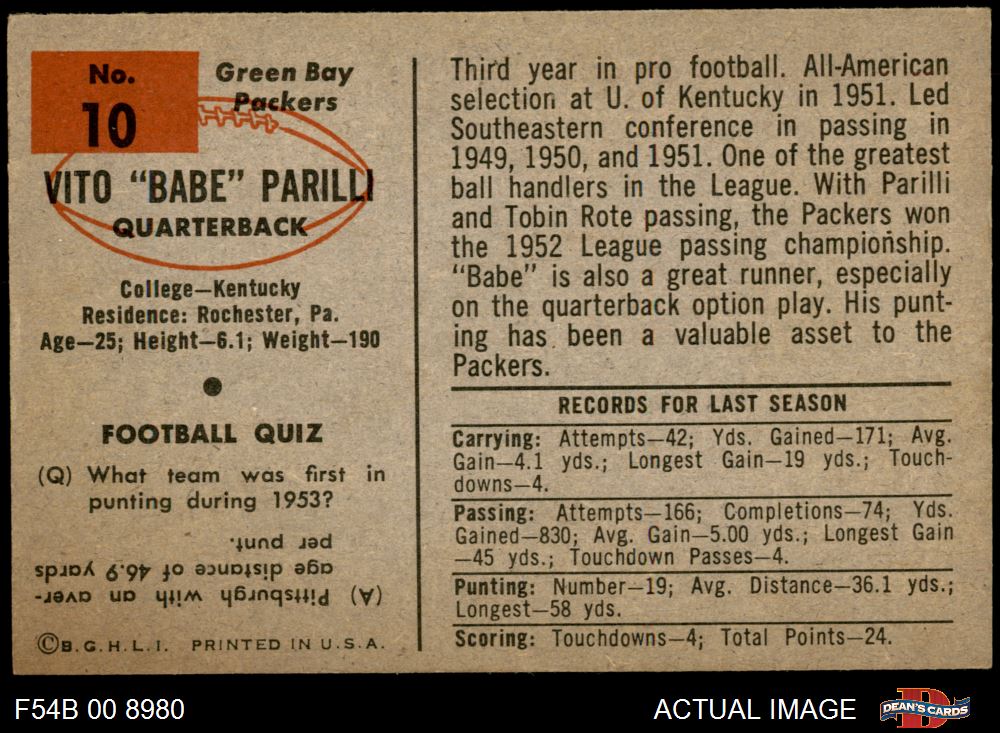 No.
10
Green Bay
Packers
VITO "BABE" PARILLI
QUARTERBACK
College—Kentucky
Residence: Rochester, Pa.
Age—25; Height—6.1; Weight—190
FOOTBALL QUIZ
(Q) What team was first in
punting during 1953?
(A) Pittsburgh with an aver-
age distance of 46.9 yards
per punt.
©B.G.H.L.I. PRINTED IN U.S.A.
Third year in pro football. All-American
selection at U. of Kentucky in 1951. Led
Southeastern conference in passing in
1949, 1950, and 1951. One of the greatest
ball handlers in the League. With Parilli
and Tobin Rote passing, the Packers won
the 1952 League passing championship.
"Babe" is also a great runner, especially
on the quarterback option play. His punt-
ing has been a valuable asset to the
Packers.
RECORDS FOR LAST SEASON
Carrying: Attempts—42; Yds. Gained—171; Avg.
Gain—4.1 yds.; Longest Gain—19 yds.; Touch-
downs—4.
Passing: Attempts—166; Completions—74; Yds.
Gained—830; Avg. Gain—5.00 yds.; Longest Gain
—45 yds.; Touchdown Passes—4.
Punting: Number—19; Avg. Distance—36.1 yds.;
Longest—58 yds.
Scoring: Touchdowns—4; Total Points—24.
F54B 00 8980
ACTUAL IMAGE
D
DEAN'S CARDS